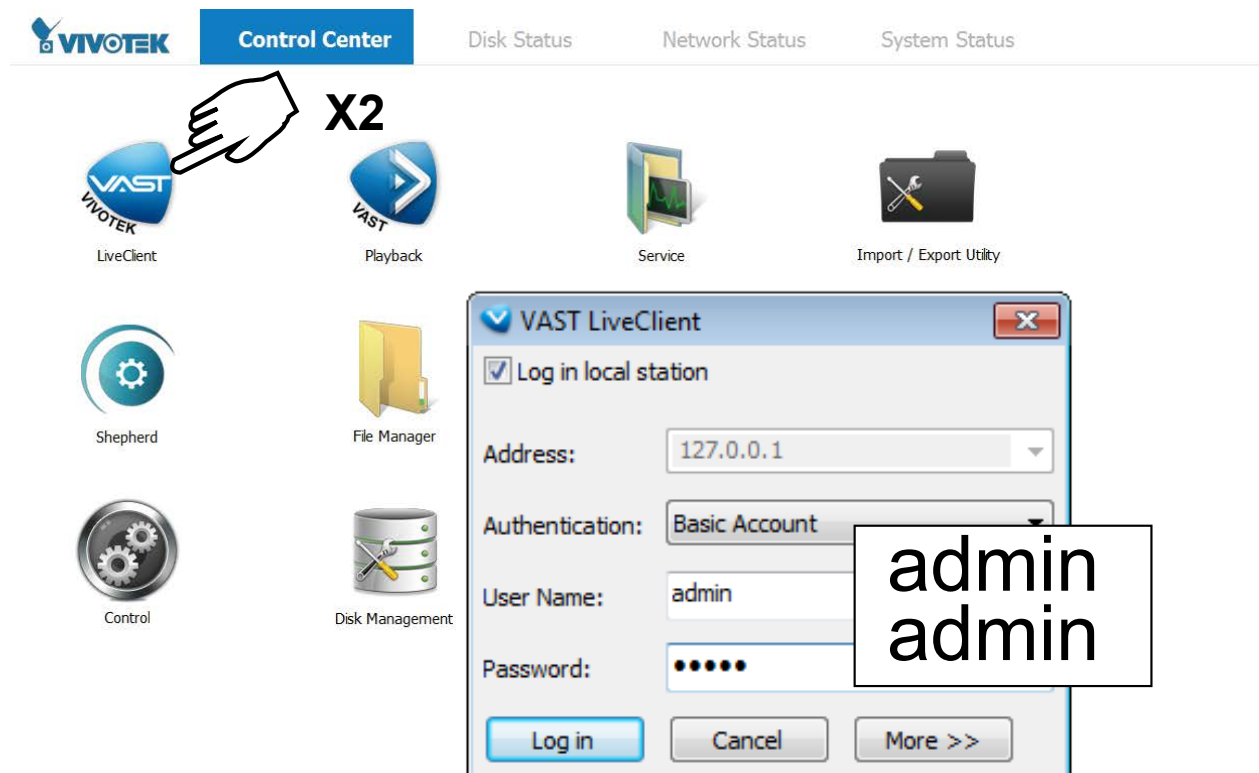 VIVOTEK
Control Center
Disk Status
Network Status
System Status
X2
VAST
VIVOTEK
LiveClient
VAST
Playback
Service
Import / Export Utility
Shepherd
File Manager
Control
Disk Management
VAST LiveClient
Log in local station
Address: 127.0.0.1
Authentication: Basic Account
User Name: admin
Password: •••••
admin
admin
Log in
Cancel
More >>